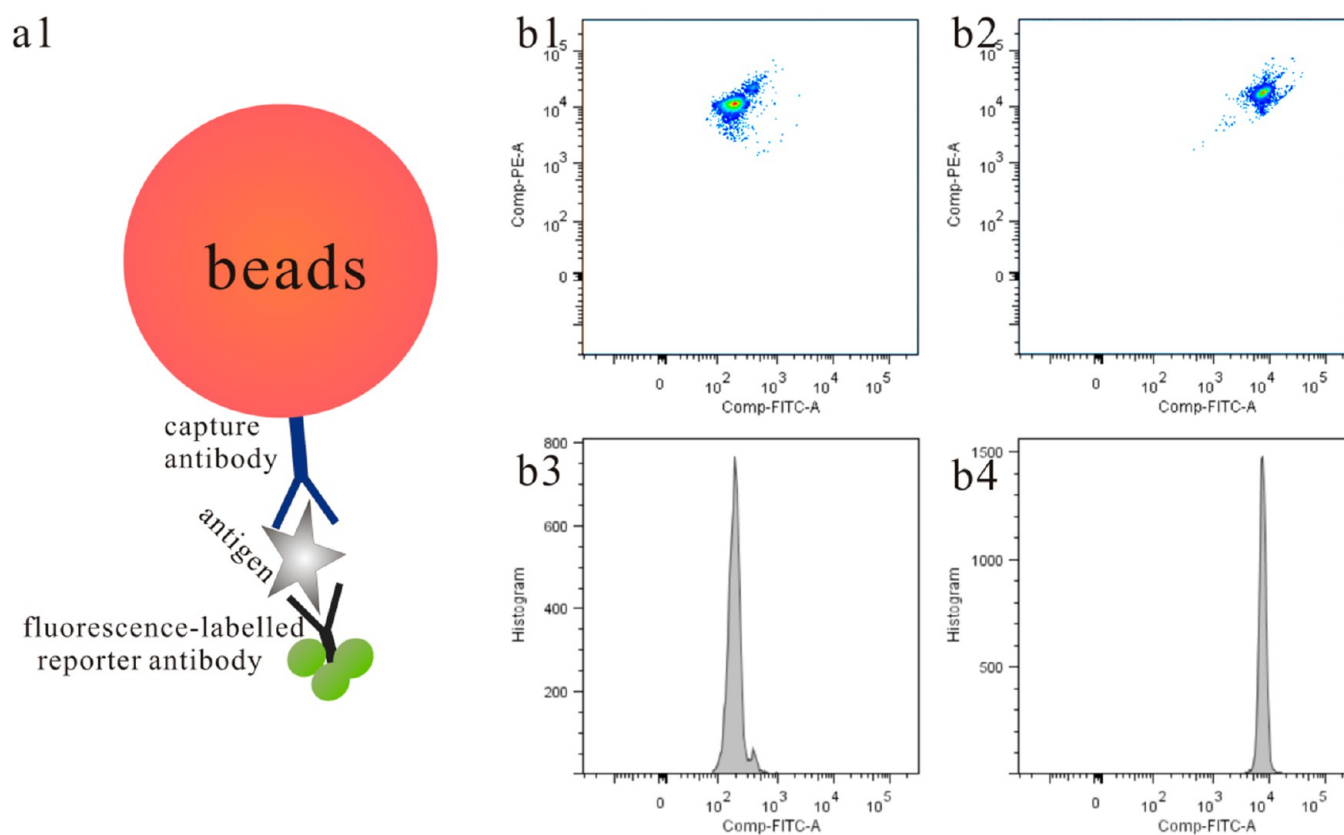 a1
beads
capture
antibody
antigen
fluorescence-labelled
reporter antibody
b1
10^5
10^4
10^3
10^2
0
Comp-PE-A
0
10^2
10^3
10^4
10^5
Comp-FITC-A
b2
10^5
10^4
10^3
10^2
0
Comp-PE-A
0
10^2
10^3
10^4
10^5
Comp-FITC-A
b3
800
600
400
200
Histogram
0
10^2
10^3
10^4
10^5
Comp-FITC-A
b4
1500
1000
500
Histogram
0
10^2
10^3
10^4
10^5
Comp-FITC-A